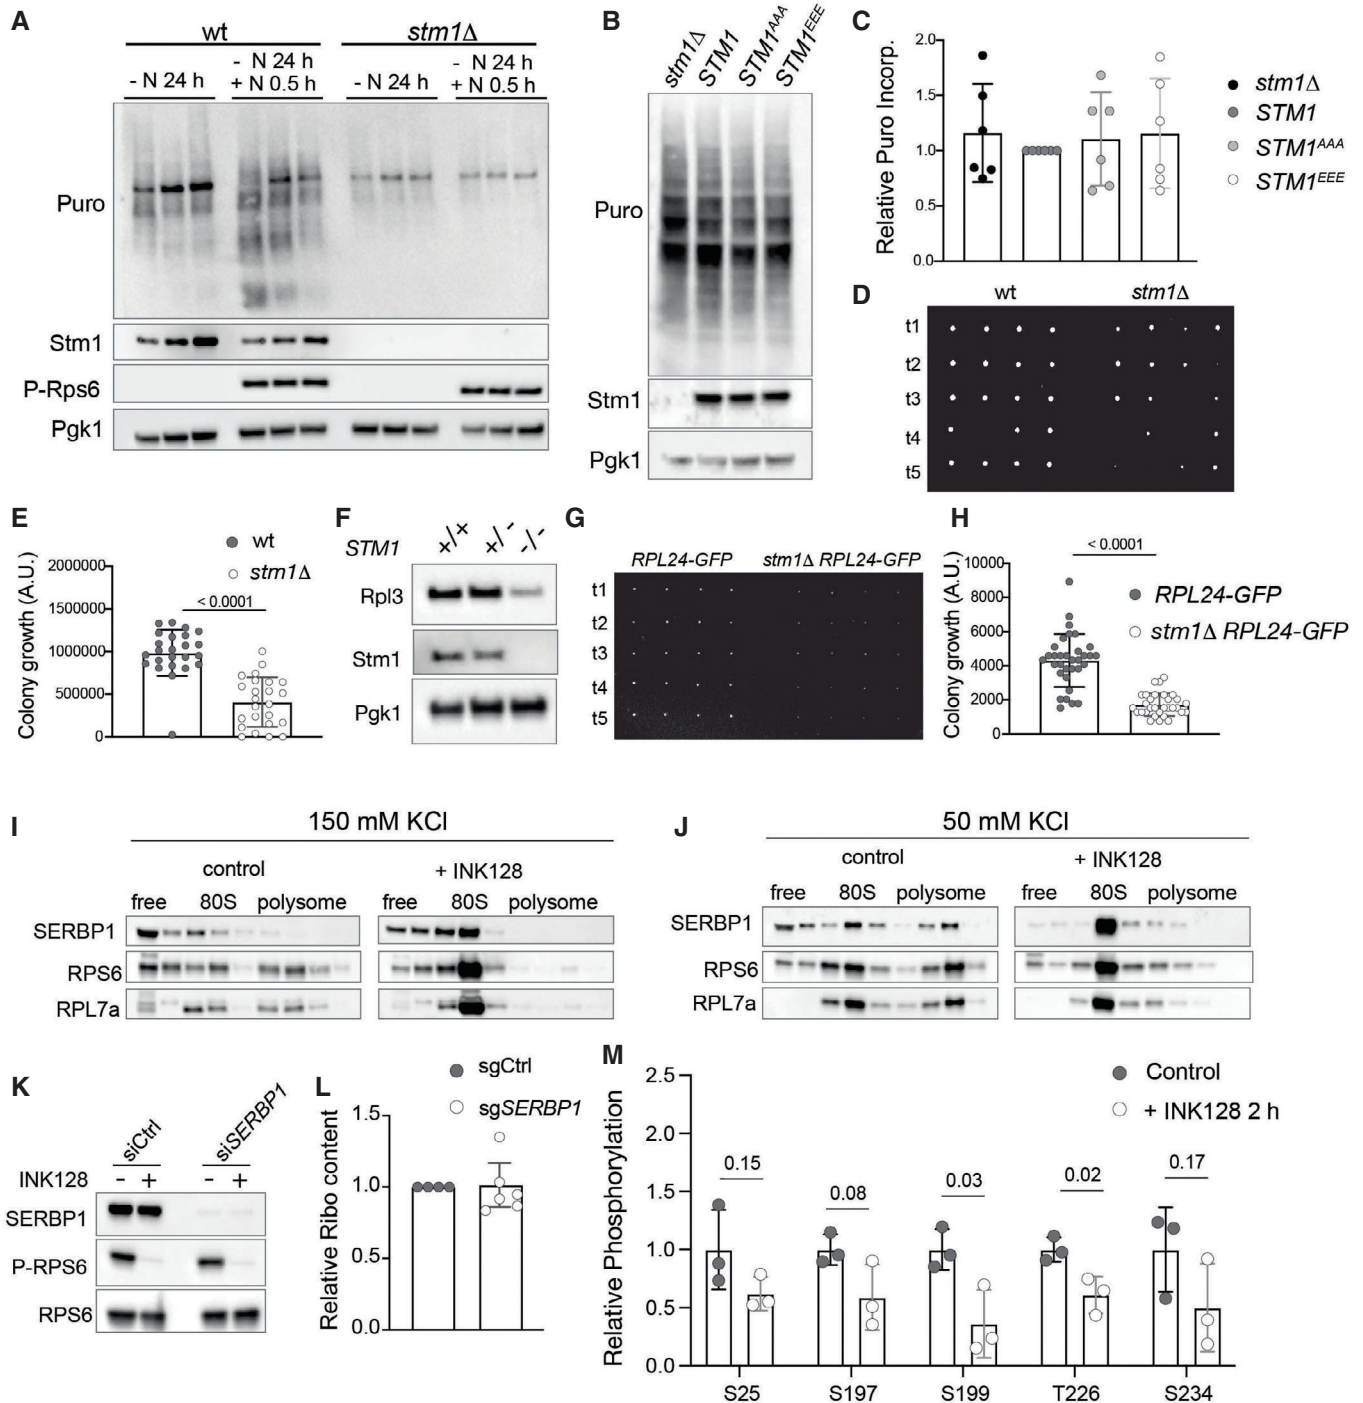 A
wt
stm1Δ
- N 24 h
- N 24 h
+ N 0.5 h
- N 24 h
- N 24 h
+ N 0.5 h
Puro
Stm1
P-Rps6
Pgk1
B
stm1Δ
STM1
STM1AAA
STM1EEE
Puro
Stm1
Pgk1
C
Relative Puro Incorp.
2.0
1.5
1.0
0.5
0.0
stm1Δ
STM1
STM1AAA
STM1EEE
D
wt
stm1Δ
t1
t2
t3
t4
t5
E
Colony growth (A.U.)
2000000
1500000
1000000
500000
0
wt
stm1Δ
< 0.0001
F
STM1
+/+
+/-
-/-
Rpl3
Stm1
Pgk1
G
RPL24-GFP
stm1Δ RPL24-GFP
t1
t2
t3
t4
t5
H
Colony growth (A.U.)
10000
8000
6000
4000
2000
0
< 0.0001
RPL24-GFP
stm1Δ RPL24-GFP
I
150 mM KCl
control
+ INK128
free 80S polysome
free 80S polysome
SERBP1
RPS6
RPL7a
J
50 mM KCl
control
+ INK128
free 80S polysome
free 80S polysome
SERBP1
RPS6
RPL7a
K
siCtrl
siSERBP1
INK128 - + - +
SERBP1
P-RPS6
RPS6
L
sgCtrl
sgSERBP1
Relative Ribo content
1.5
1.0
0.5
0.0
M
Relative Phosphorylation
2.5
2.0
1.5
1.0
0.5
0.0
Control
+ INK128 2 h
0.15
0.08
0.03
0.02
0.17
S25
S197
S199
T226
S234